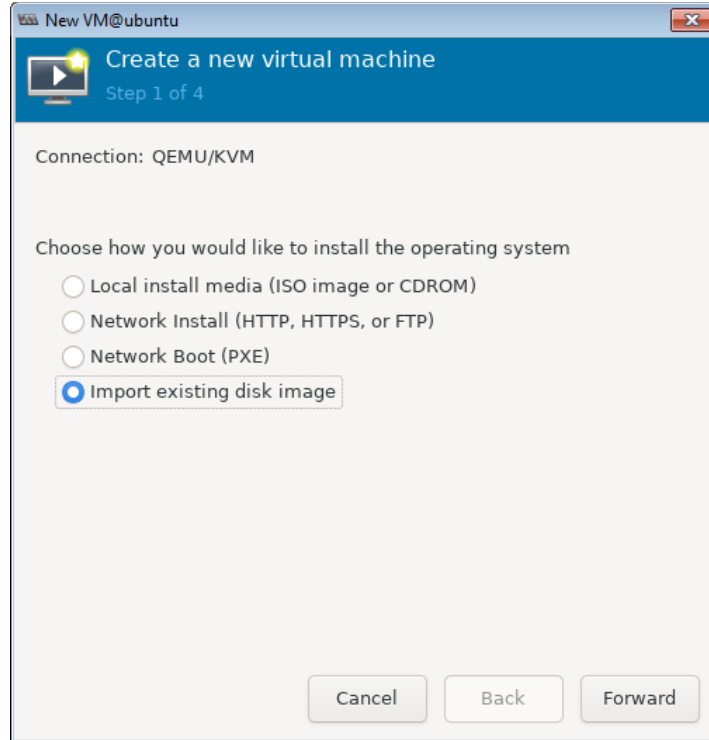 New VM@ubuntu
Create a new virtual machine
Step 1 of 4
Connection: QEMU/KVM
Choose how you would like to install the operating system
Local install media (ISO image or CDROM)
Network Install (HTTP, HTTPS, or FTP)
Network Boot (PXE)
Import existing disk image
Cancel Back Forward